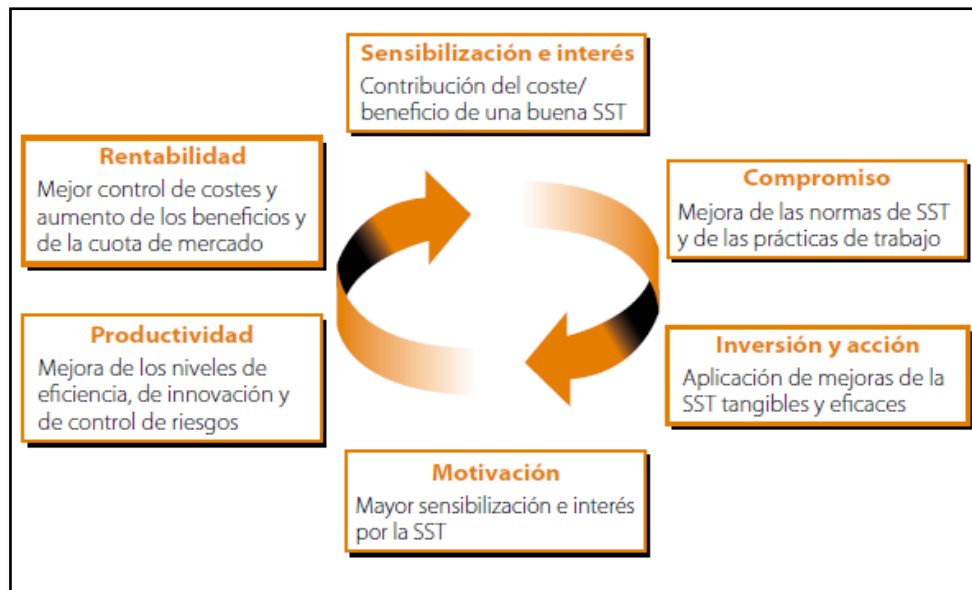 Sensibilización e interés
Contribución del coste/
beneficio de una buena SST
Compromiso
Mejora de las normas de SST
y de las prácticas de trabajo
Inversión y acción
Aplicación de mejoras de la
SST tangibles y eficaces
Motivación
Mayor sensibilización e interés
por la SST
Productividad
Mejora de los niveles de
eficiencia, de innovación y
de control de riesgos
Rentabilidad
Mejor control de costes y
aumento de los beneficios y
de la cuota de mercado